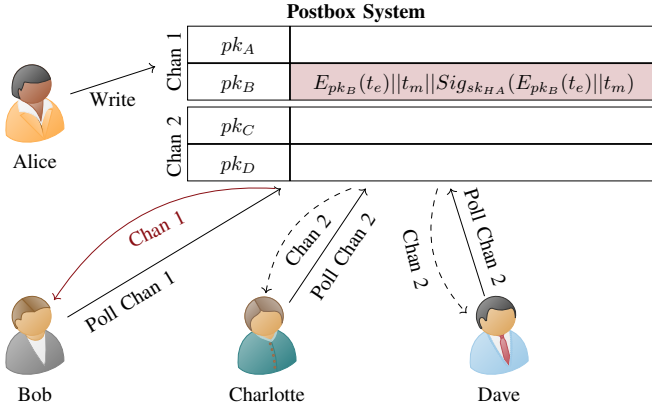 Postbox System
Chan 1
pk_A
pk_B
E_{pk_B}(t_e)||t_m||Sig_{sk_{HA}}(E_{pk_B}(t_e)||t_m)
Write
Alice
Chan 2
pk_C
pk_D
Chan 1
Poll Chan 1
Chan 2
Poll Chan 2
Chan 2
Poll Chan 2
Bob
Charlotte
Dave